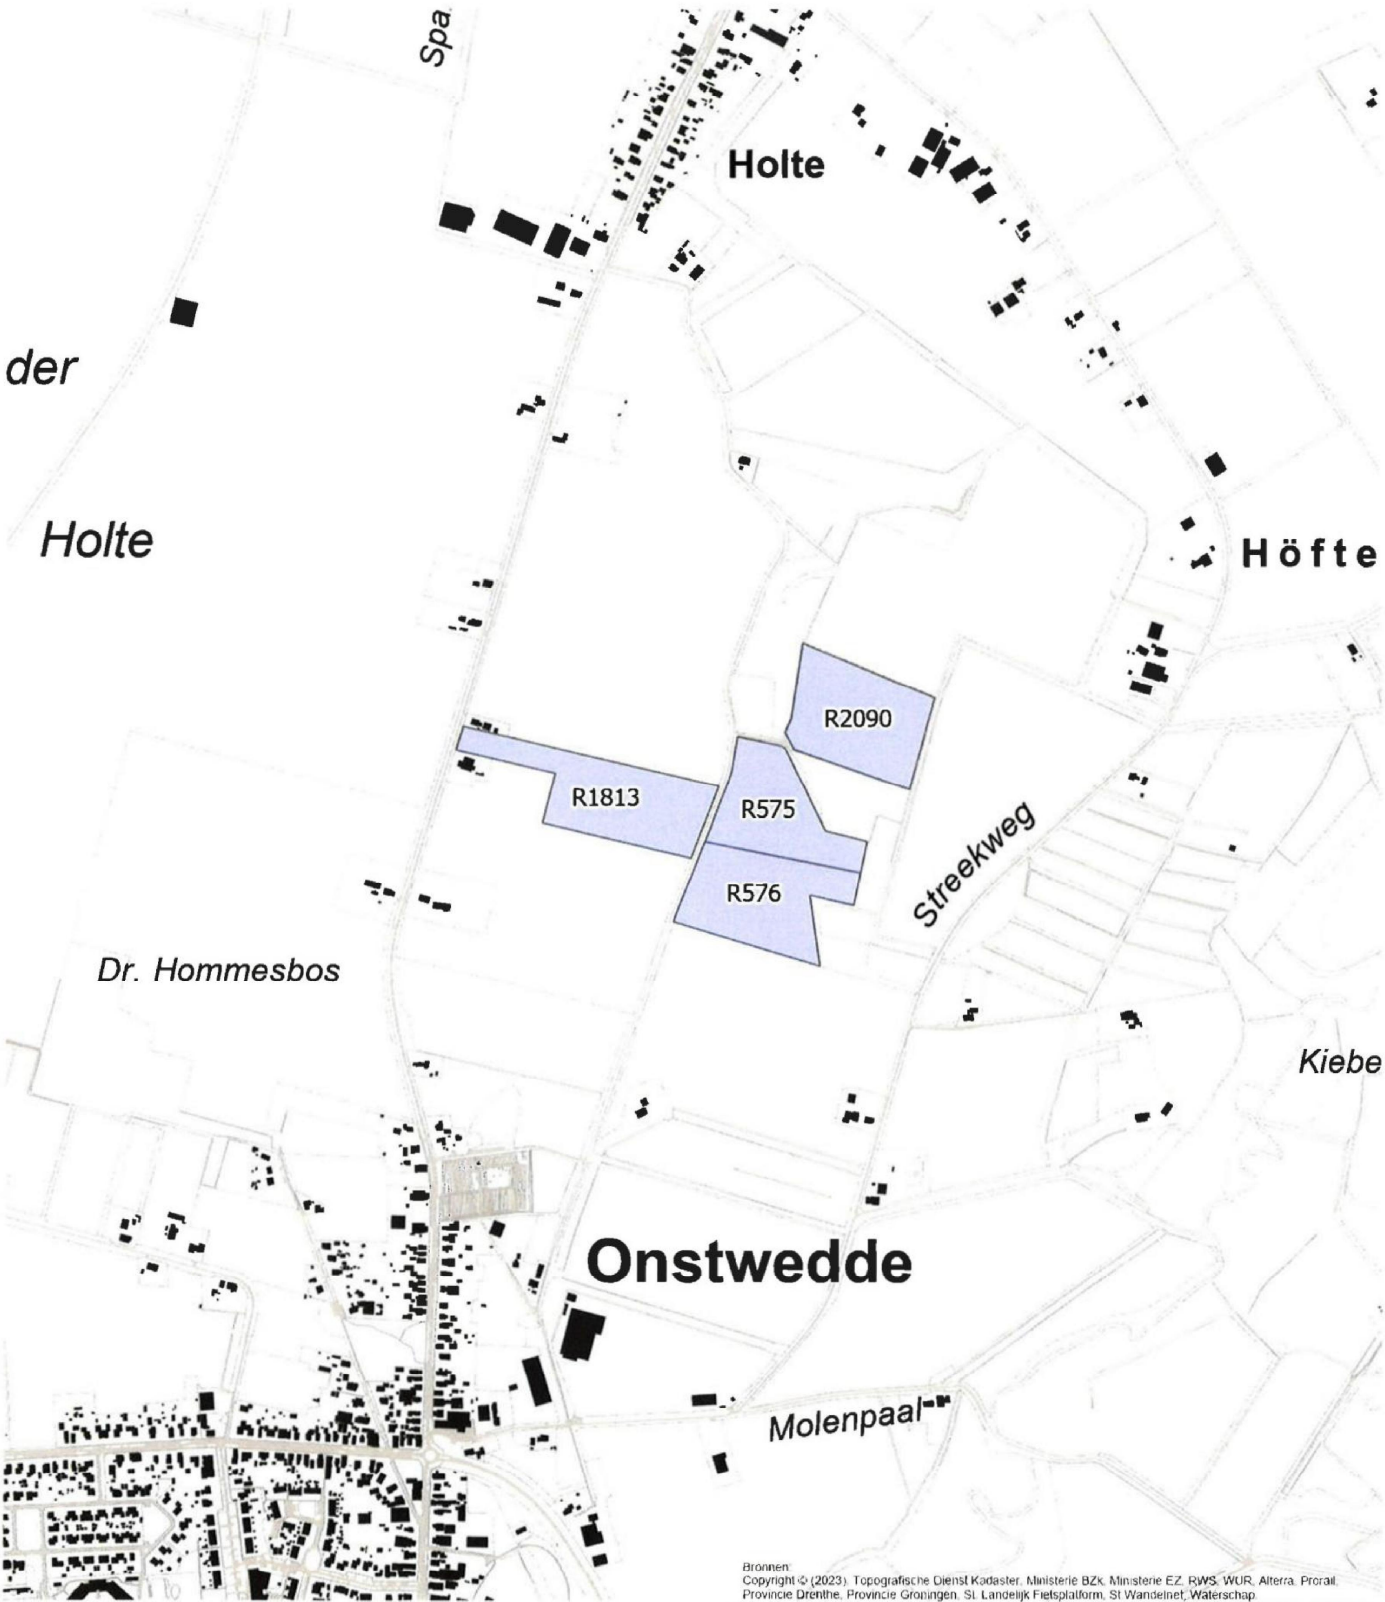 Spa
Holte
der
Holte
Höfte
R2090
R1813
R575
R576
Streekweg
Dr. Hommesbos
Kiebe
Onstwedde
Molenpaal
Bronnen:
Copyright © (2023), Topografische Dienst Kadaster, Ministerie BZk, Ministerie EZ, RWS, WUR, Alterra, Prorail,
Provincie Drenthe, Provincie Groningen, St. Landelijk Fietsplatform, St Wandelnet, Waterschap